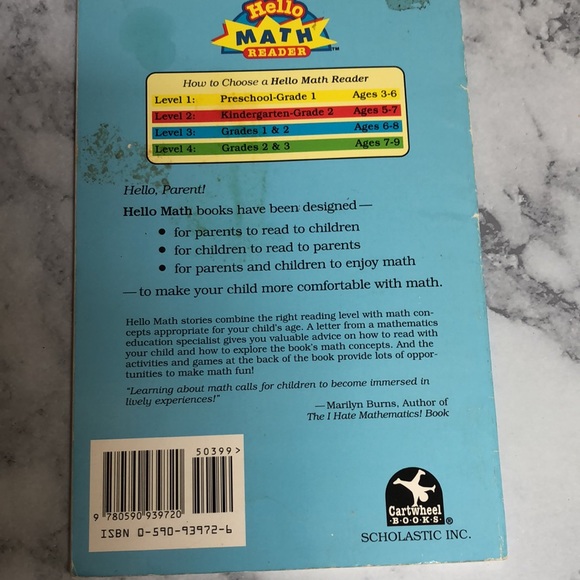 Hello
MATH
READER™
How to Choose a Hello Math Reader
Level 1: Preschool-Grade 1 Ages 3-6
Level 2: Kindergarten-Grade 2 Ages 5-7
Level 3: Grades 1 & 2 Ages 6-8
Level 4: Grades 2 & 3 Ages 7-9
Hello, Parent!
Hello Math books have been designed—
• for parents to read to children
• for children to read to parents
• for parents and children to enjoy math
—to make your child more comfortable with math.
Hello Math stories combine the right reading level with math con-
cepts appropriate for your child's age. A letter from a mathematics
education specialist gives you valuable advice on how to read with
your child and how to explore the book's math concepts. And the
activities and games at the back of the book provide lots of oppor-
tunities to make math fun!
"Learning about math calls for children to become immersed in
lively experiences!"
—Marilyn Burns, Author of
The I Hate Mathematics! Book
50399>
9 780590 939720
ISBN 0-590-93972-6
Cartwheel
·B·O·O·K·S·®
SCHOLASTIC INC.